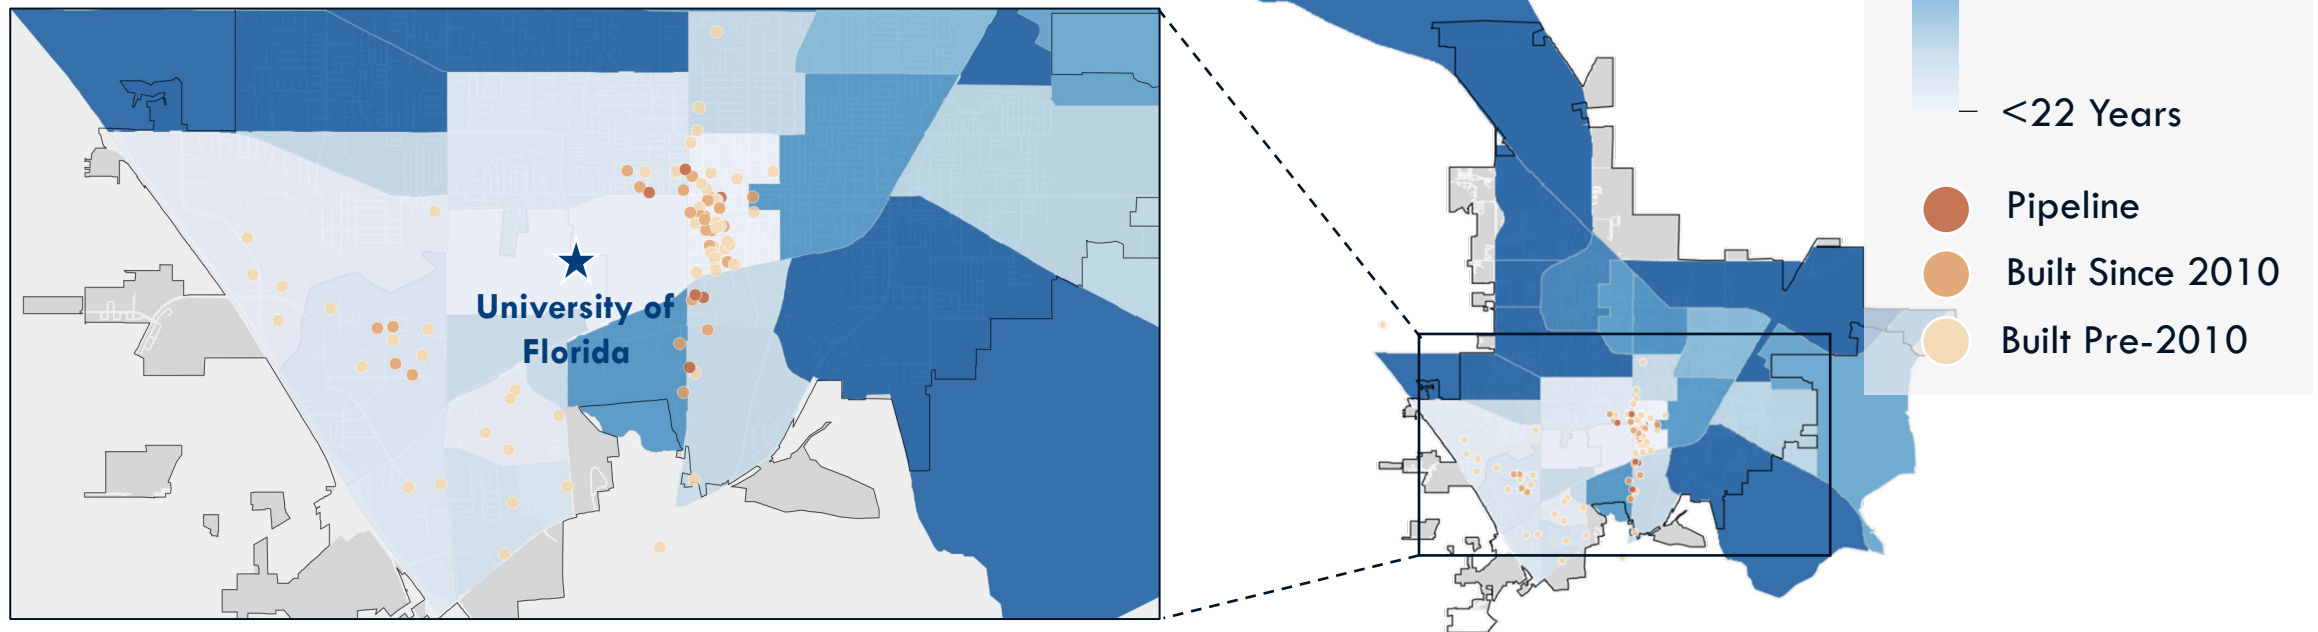 University of
Florida
<22 Years
Pipeline
Built Since 2010
Built Pre-2010